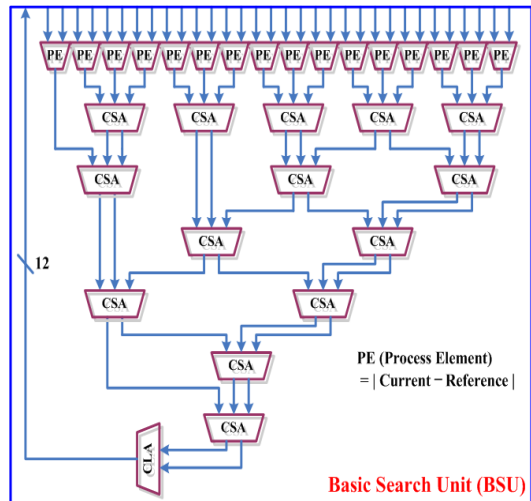 PE PE PE PE PE PE PE PE PE PE PE PE PE PE PE PE
CSA CSA CSA CSA CSA
CSA CSA CSA
CSA CSA
12
CSA CSA
CSA
PE (Process Element)
= | Current − Reference |
CSA
CLA
Basic Search Unit (BSU)